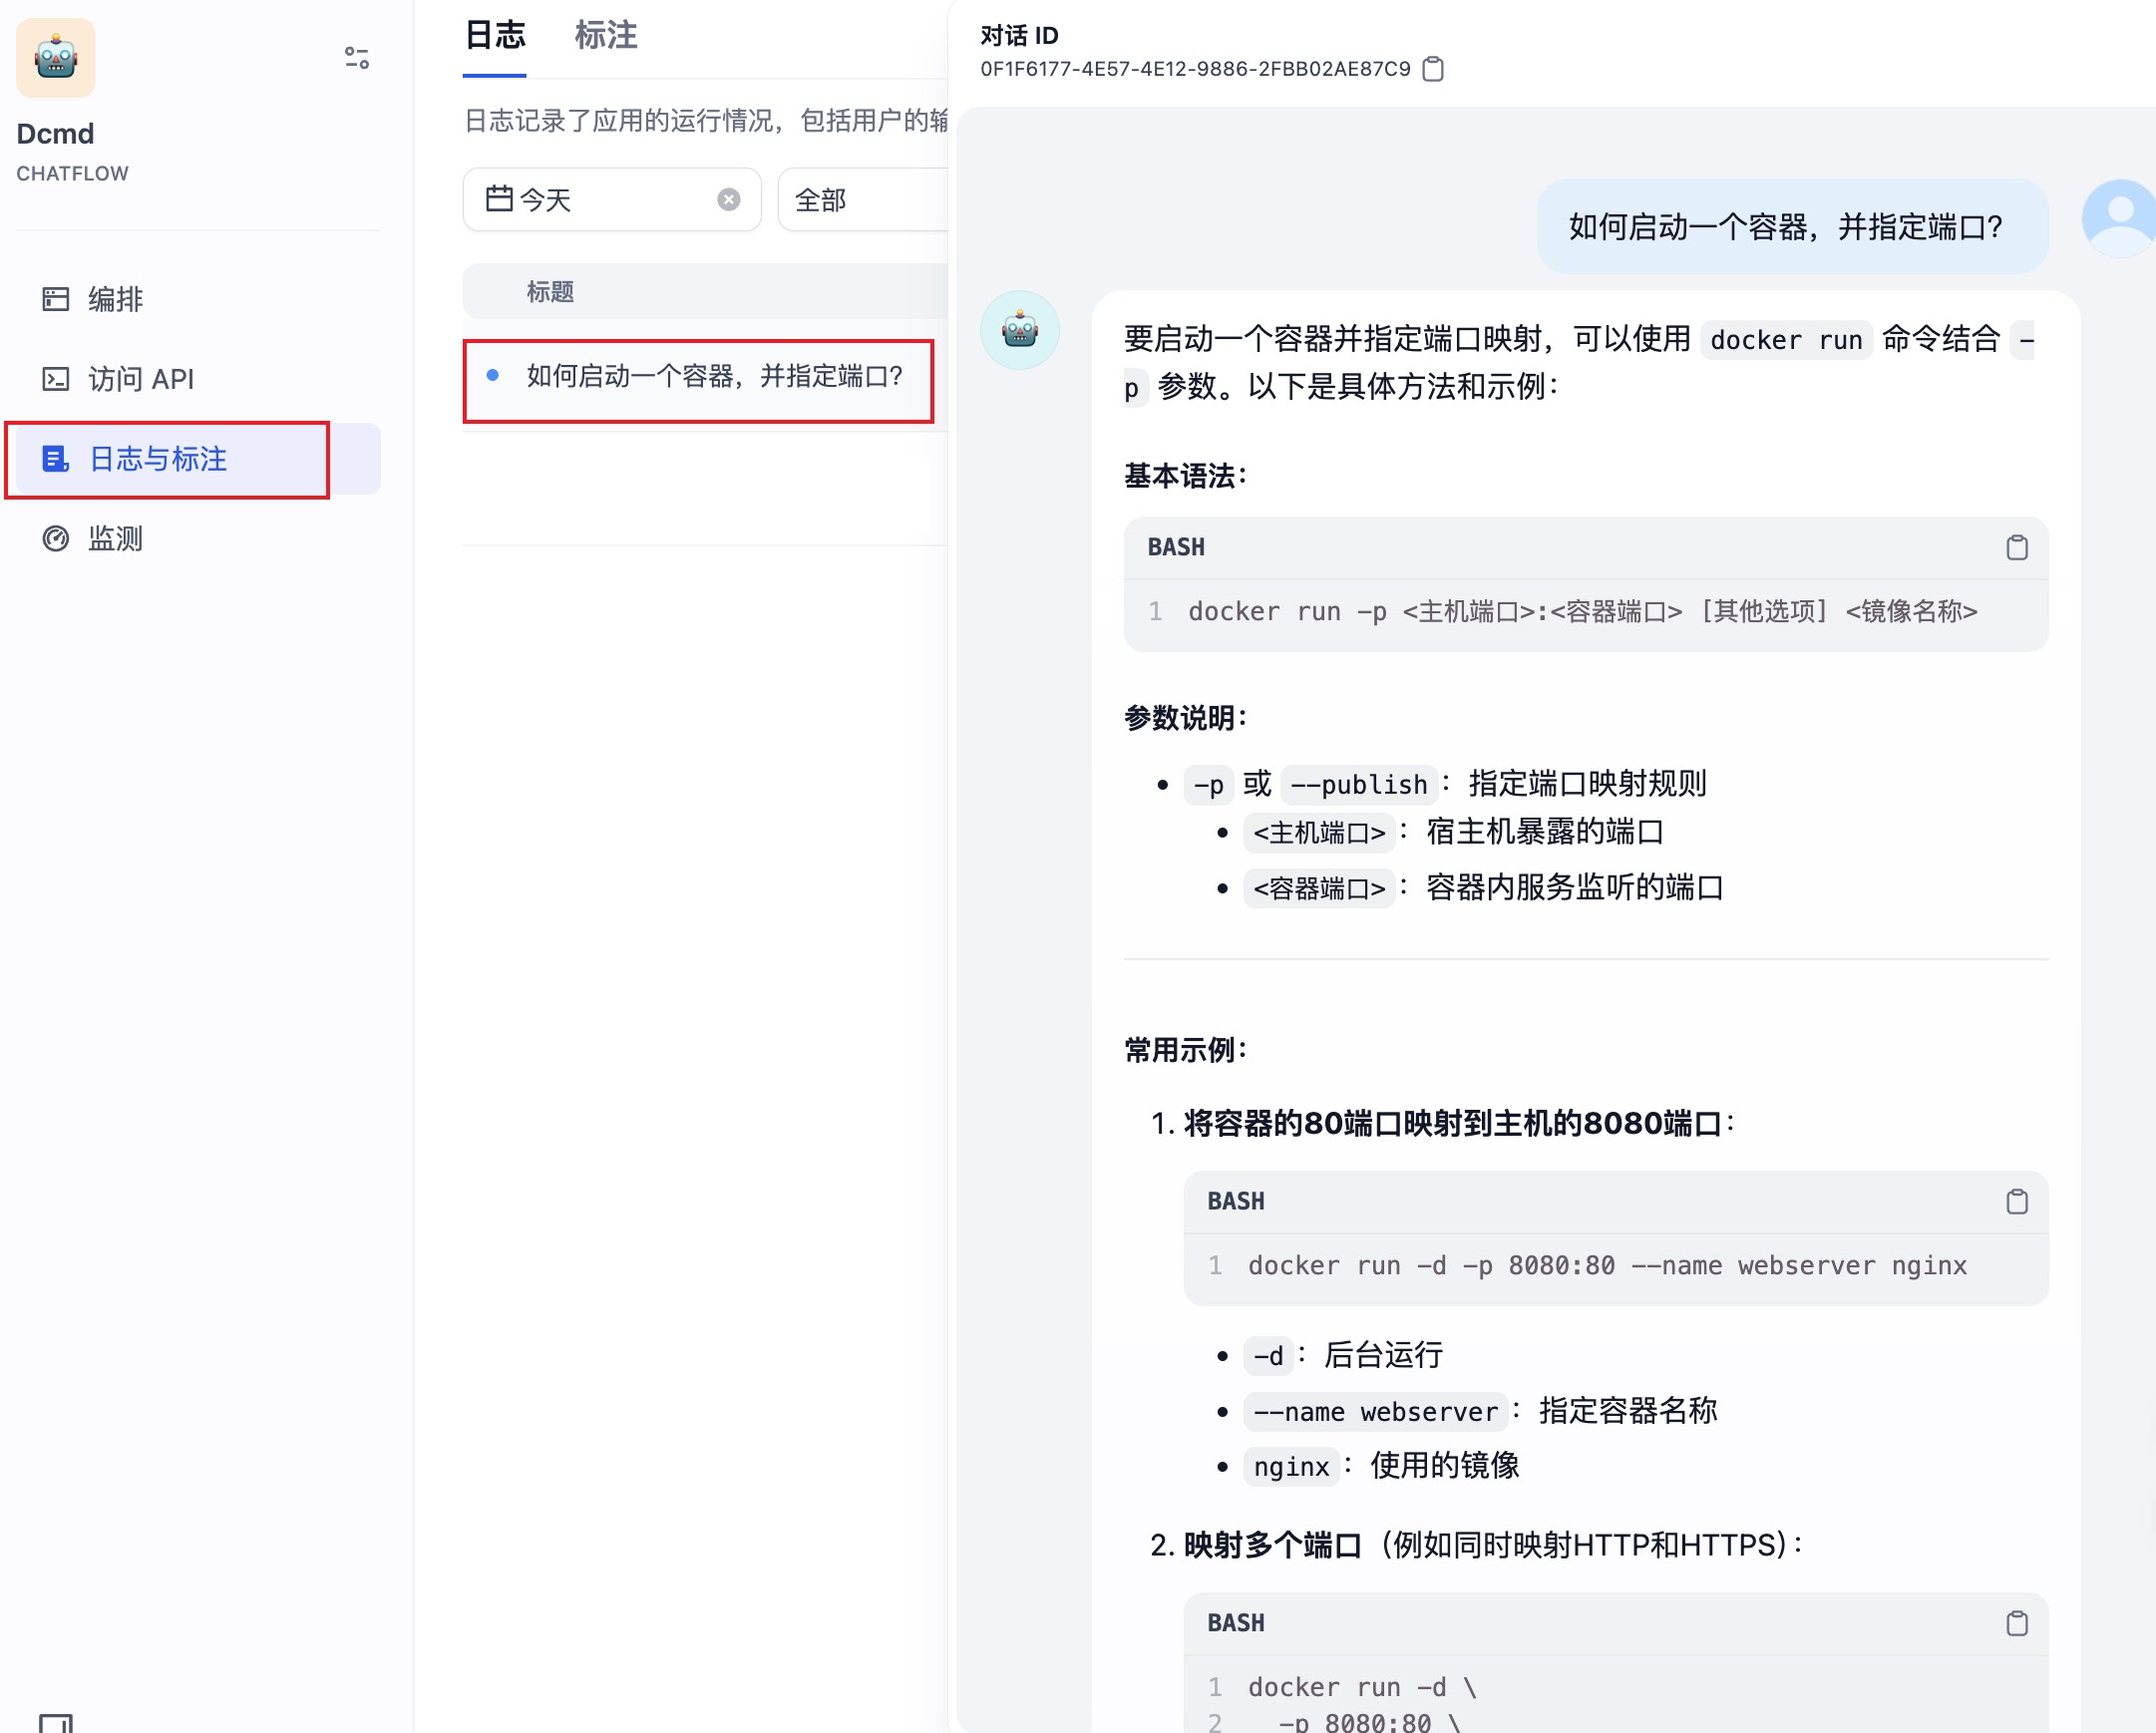 Dcmd
CHATFLOW
编排
访问 API
日志与标注
监测
日志 标注
日志记录了应用的运行情况，包括用户的输
今天 全部
标题
如何启动一个容器，并指定端口？
对话 ID
0F1F6177-4E57-4E12-9886-2FBB02AE87C9
如何启动一个容器，并指定端口？
要启动一个容器并指定端口映射，可以使用 docker run 命令结合 -
p 参数。以下是具体方法和示例：
基本语法：
BASH
1 docker run -p <主机端口>:<容器端口> [其他选项] <镜像名称>
参数说明：
• -p 或 --publish：指定端口映射规则
• <主机端口>：宿主机暴露的端口
• <容器端口>：容器内服务监听的端口
常用示例：
1. 将容器的80端口映射到主机的8080端口：
BASH
1 docker run -d -p 8080:80 --name webserver nginx
• -d：后台运行
• --name webserver：指定容器名称
• nginx：使用的镜像
2. 映射多个端口（例如同时映射HTTP和HTTPS）：
BASH
1 docker run -d \
2 -p 8080:80 \